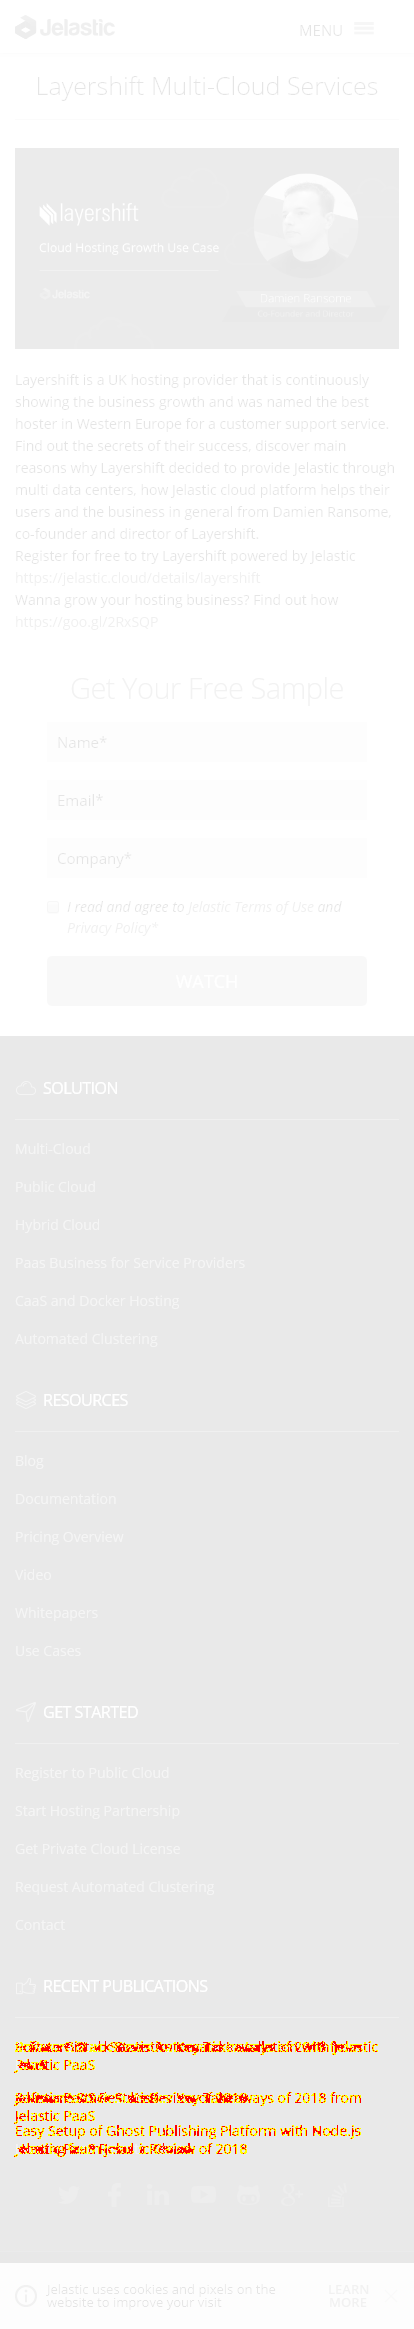 Jelastic
MENU
Layershift Multi-Cloud Services
layershift
Cloud Hosting Growth Use Case
Jelastic
Damien Ransome
Layershift is a UK hosting provider that is continuously
showing the business growth and was named the best
hoster in Western Europe for a customer support service.
Find out the secrets of their success, discover main
reasons why Layershift decided to provide Jelastic through
multi data centers, how Jelastic cloud platform helps their
users and the business in general from Damien Ransome,
co-founder and director of Layershift.
Register for free to try Layershift powered by Jelastic
https://jelastic.cloud/details/layershift
Wanna grow your hosting business? Find out how
https://goo.gl/2RxSQP
Get Your Free Sample
Name*
Email*
Company*
I read and agree to Jelastic Terms of Use and
Privacy Policy*
WATCH
SOLUTION
Multi-Cloud
Public Cloud
Hybrid Cloud
Paas Business for Service Providers
CaaS and Docker Hosting
Automated Clustering
RESOURCES
Blog
Documentation
Pricing Overview
Video
Whitepapers
Use Cases
GET STARTED
Register to Public Cloud
Start Hosting Partnership
Get Private Cloud License
Request Automated Clustering
Contact
RECENT PUBLICATIONS
Jelastic
PaaS
of 2018 from
Jelastic PaaS
Easy Setup of Ghost Publishing Platform with Node.js
of 2018
Jelastic uses cookies and pixels on the
website to improve your visit
LEARN
MORE